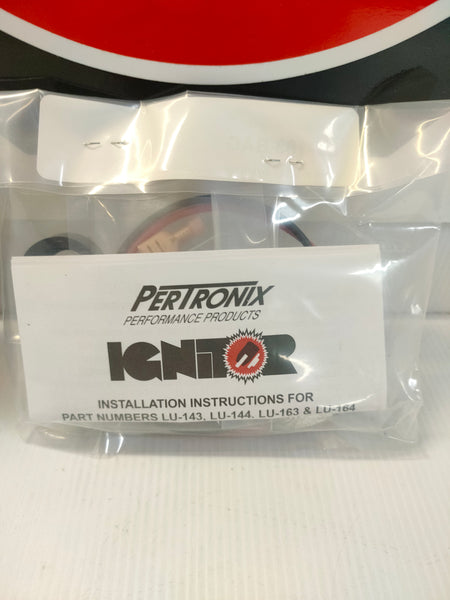 PERTRONIX
PERFORMANCE PRODUCTS
IGNITOR
INSTALLATION INSTRUCTIONS FOR
PART NUMBERS LU-143, LU-144, LU-163 & LU-164